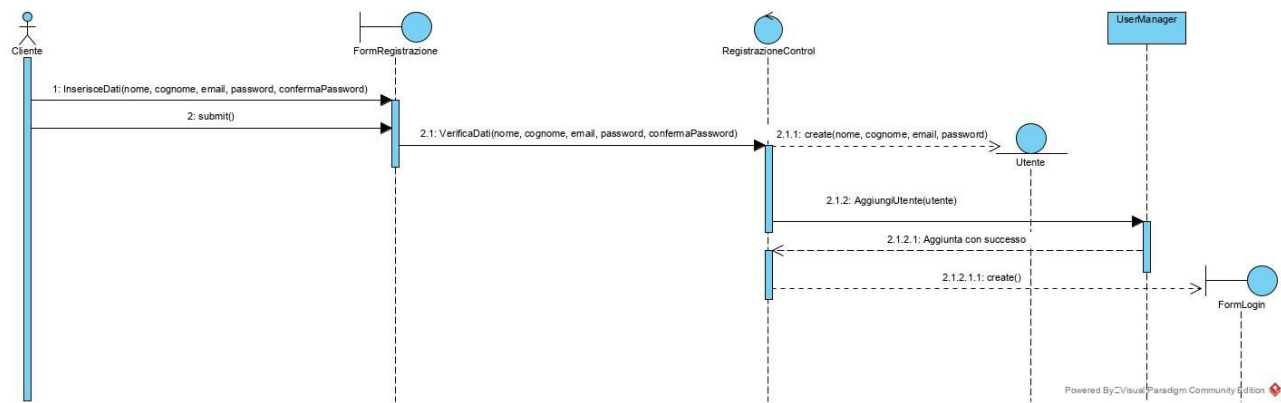 UserManager
Cliente
FormRegistrazione
RegistrazioneControl
1: InserisceDati(nome, cognome, email, password, confermaPassword)
2: submit()
2.1: VerificaDati(nome, cognome, email, password, confermaPassword)
2.1.1: create(nome, cognome, email, password)
Utente
2.1.2: AggiungiUtente(utente)
2.1.2.1: Aggiunta con successo
2.1.2.1.1: create()
FormLogin
Powered By Visual Paradigm Community Edition